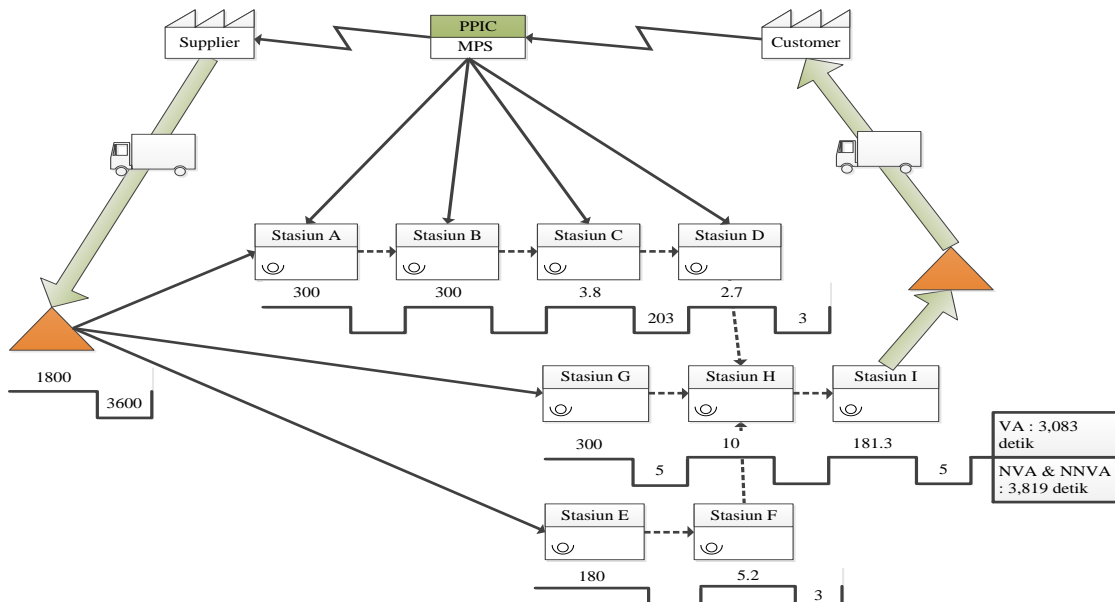 PPIC
MPS
Supplier
Customer
Stasiun A
Stasiun B
Stasiun C
Stasiun D
300
300
3.8
2.7
203
3
1800
3600
Stasiun G
Stasiun H
Stasiun I
300
10
181.3
5
5
VA : 3,083
detik
NVA & NNVA
: 3,819 detik
Stasiun E
Stasiun F
180
5.2
3